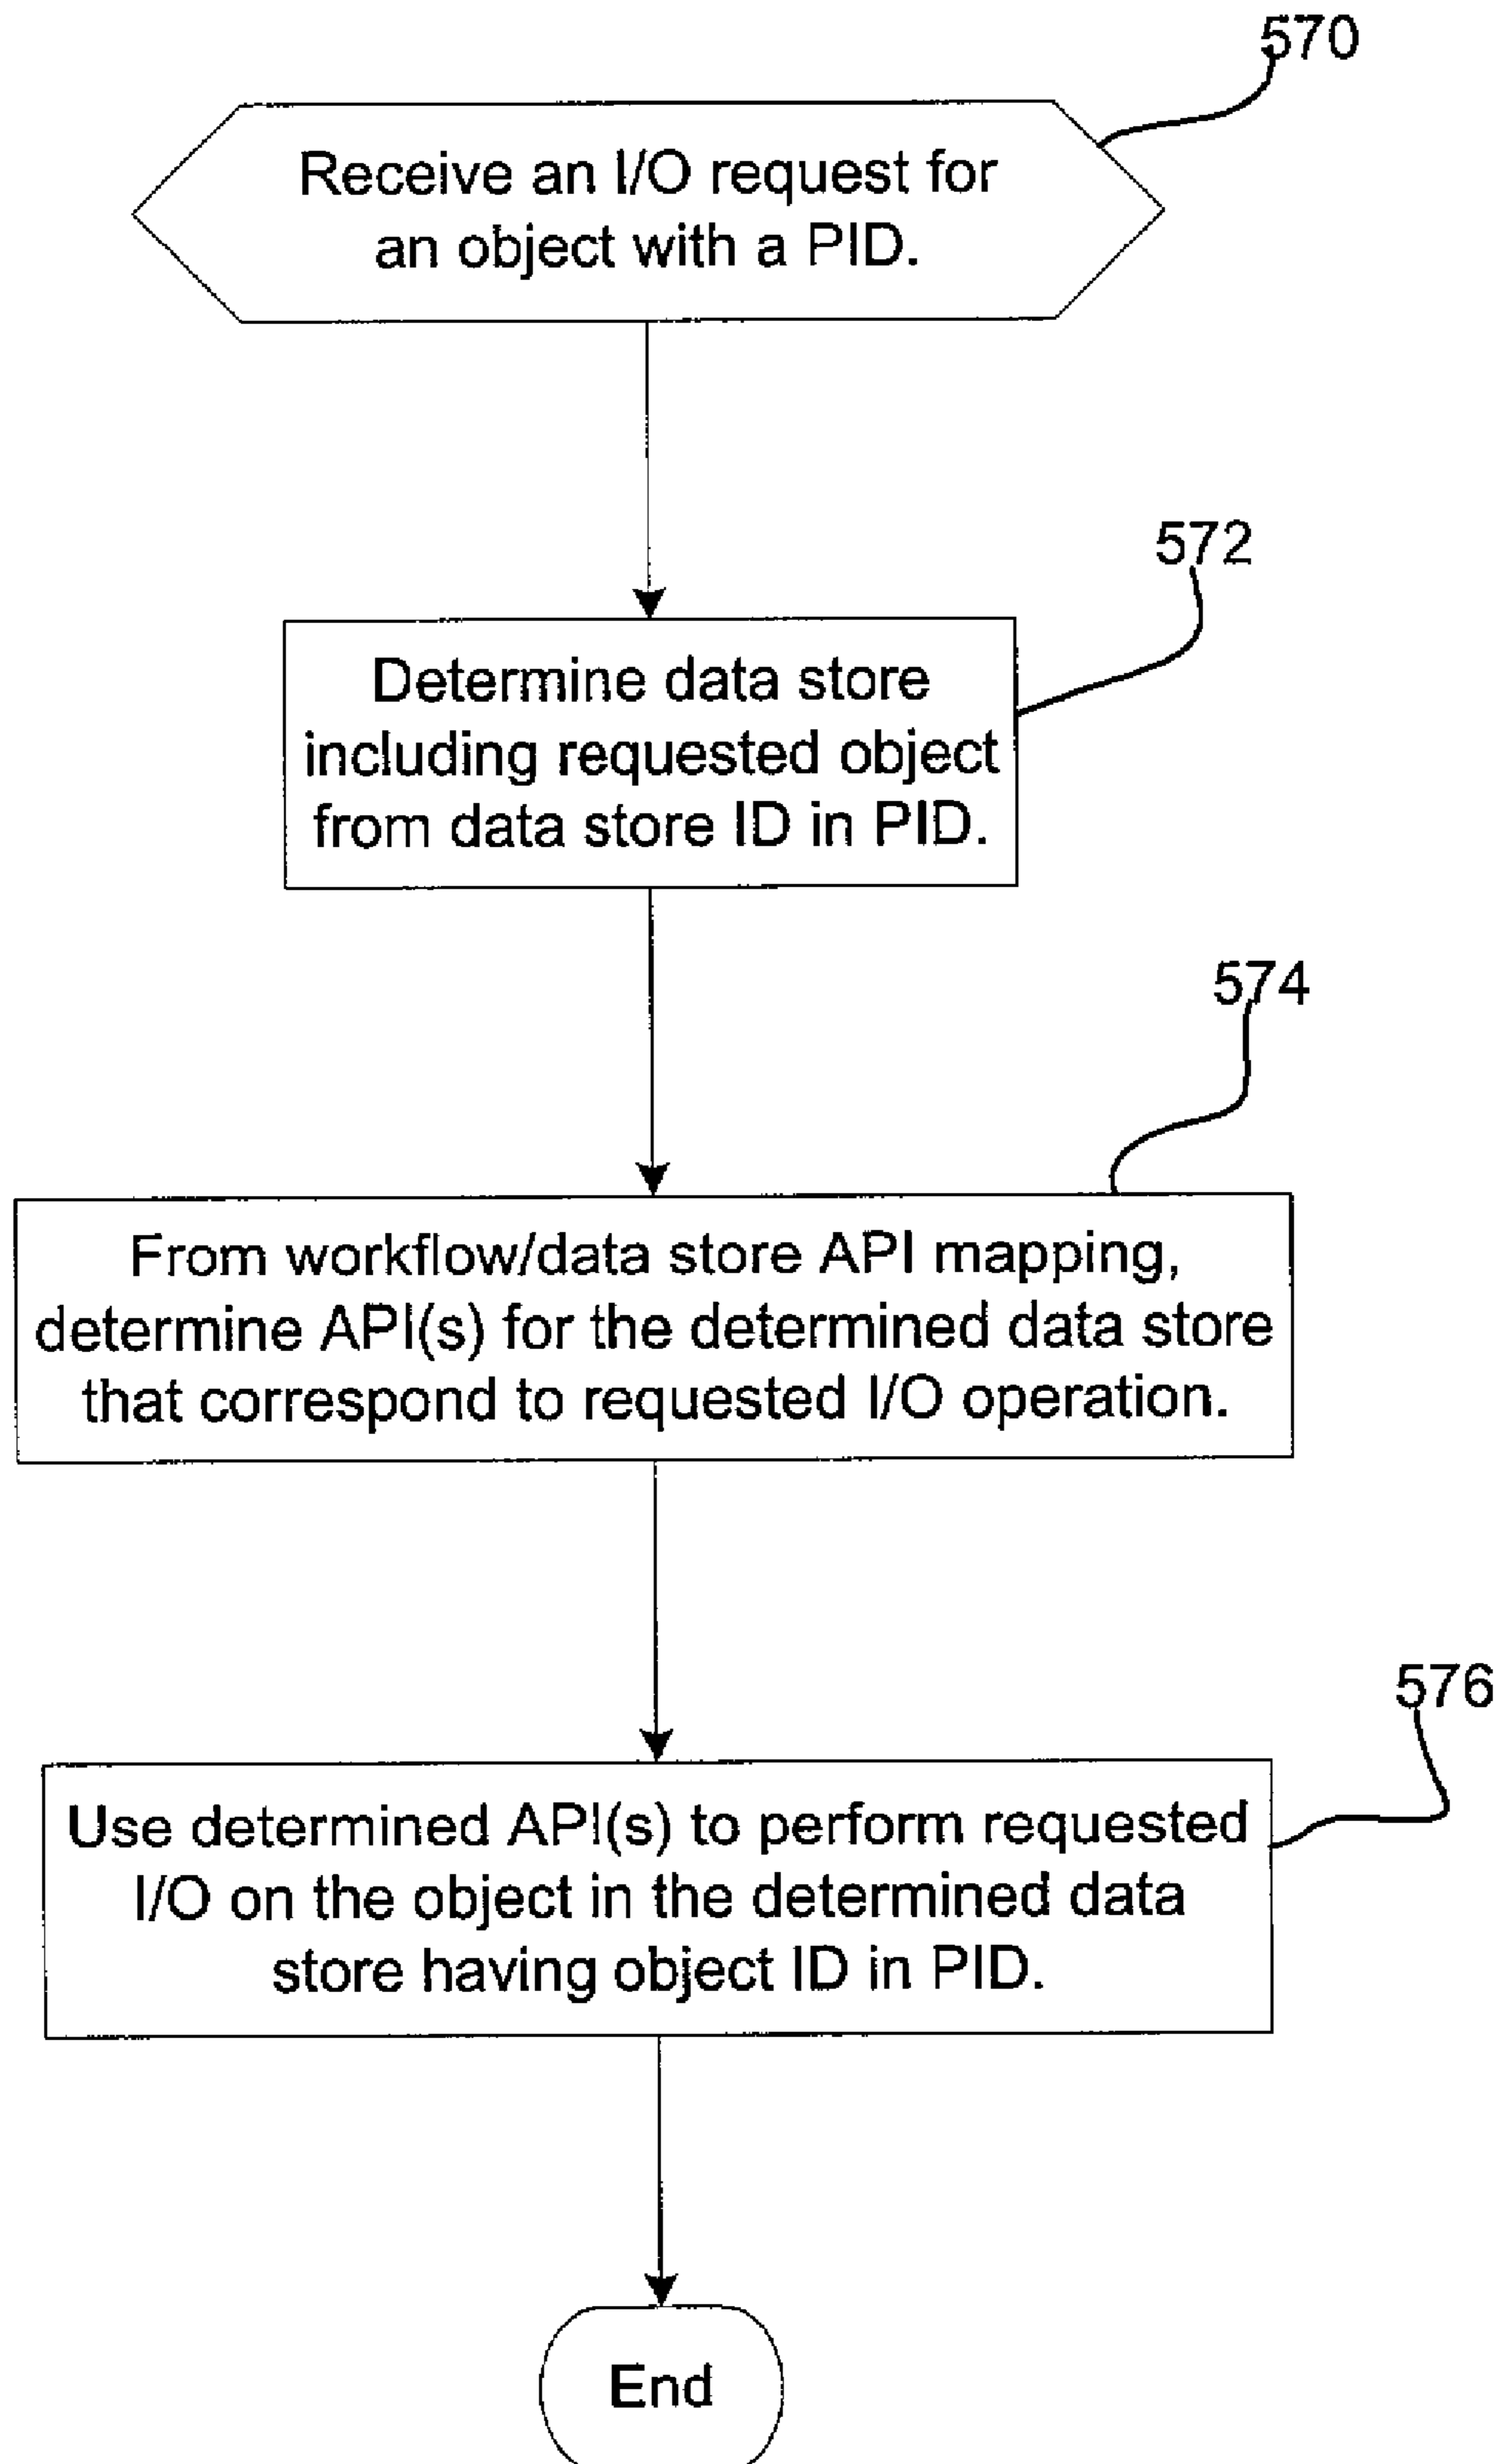 570
Receive an I/O request for
an object with a PID.
572
Determine data store
including requested object
from data store ID in PID.
574
From workflow/data store API mapping,
determine API(s) for the determined data store
that correspond to requested I/O operation.
576
Use determined API(s) to perform requested
I/O on the object in the determined data
store having object ID in PID.
End